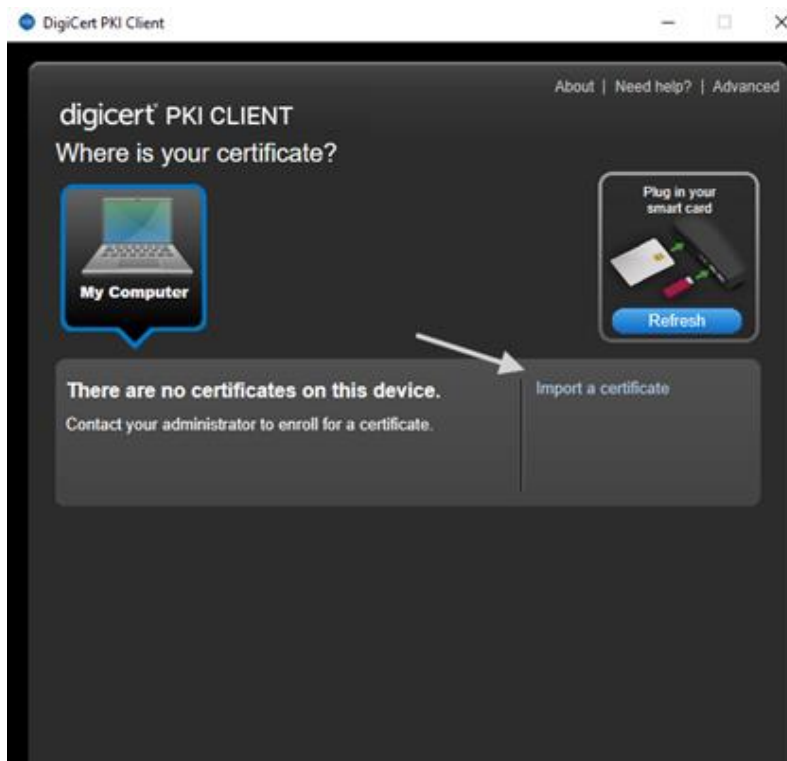 DigiCert PKI Client
About | Need help? | Advanced
digicert® PKI CLIENT
Where is your certificate?
My Computer
Plug in your
smart card
Refresh
There are no certificates on this device.
Contact your administrator to enroll for a certificate.
Import a certificate